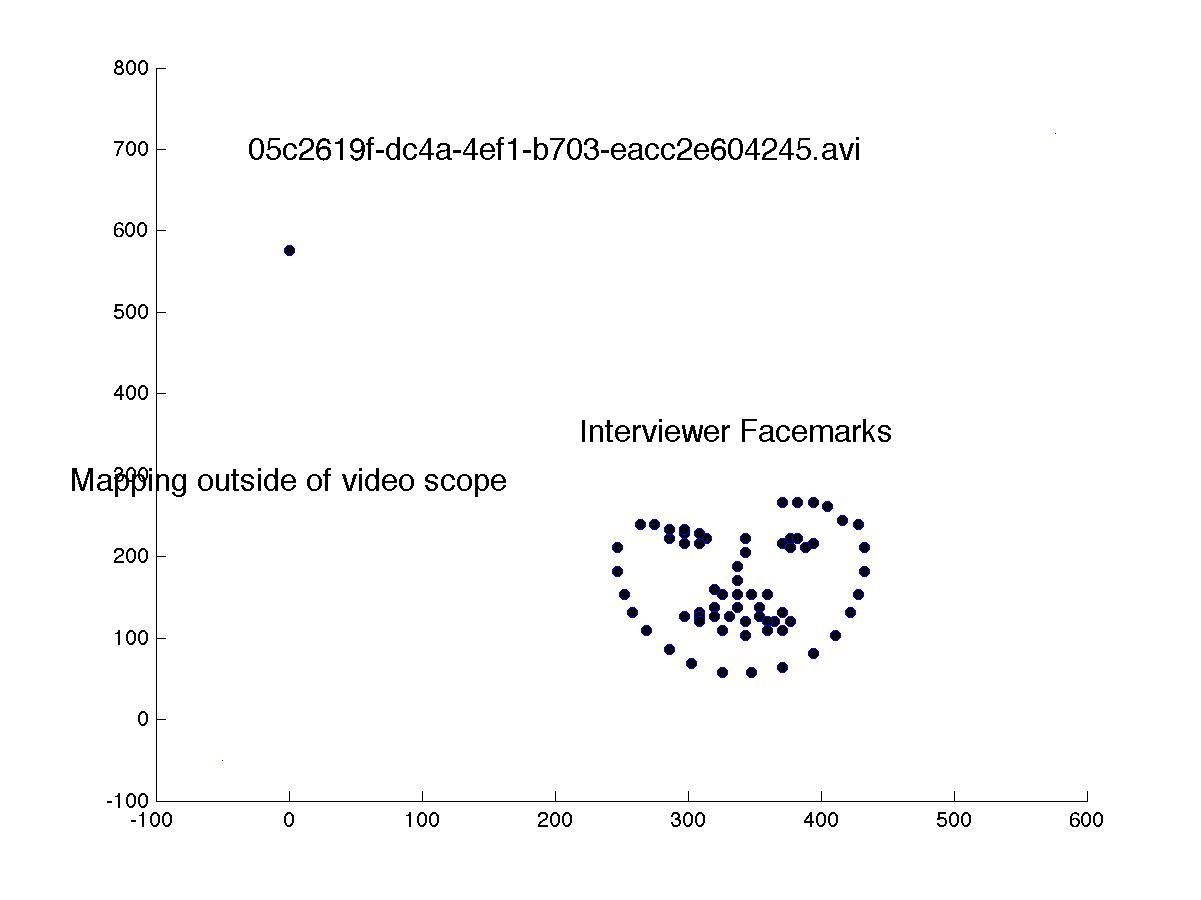 800
700
05c2619f-dc4a-4ef1-b703-eacc2e604245.avi
600
500
400
Interviewer Facemarks
300
Mapping outside of video scope
200
100
0
-100
-100 0 100 200 300 400 500 600